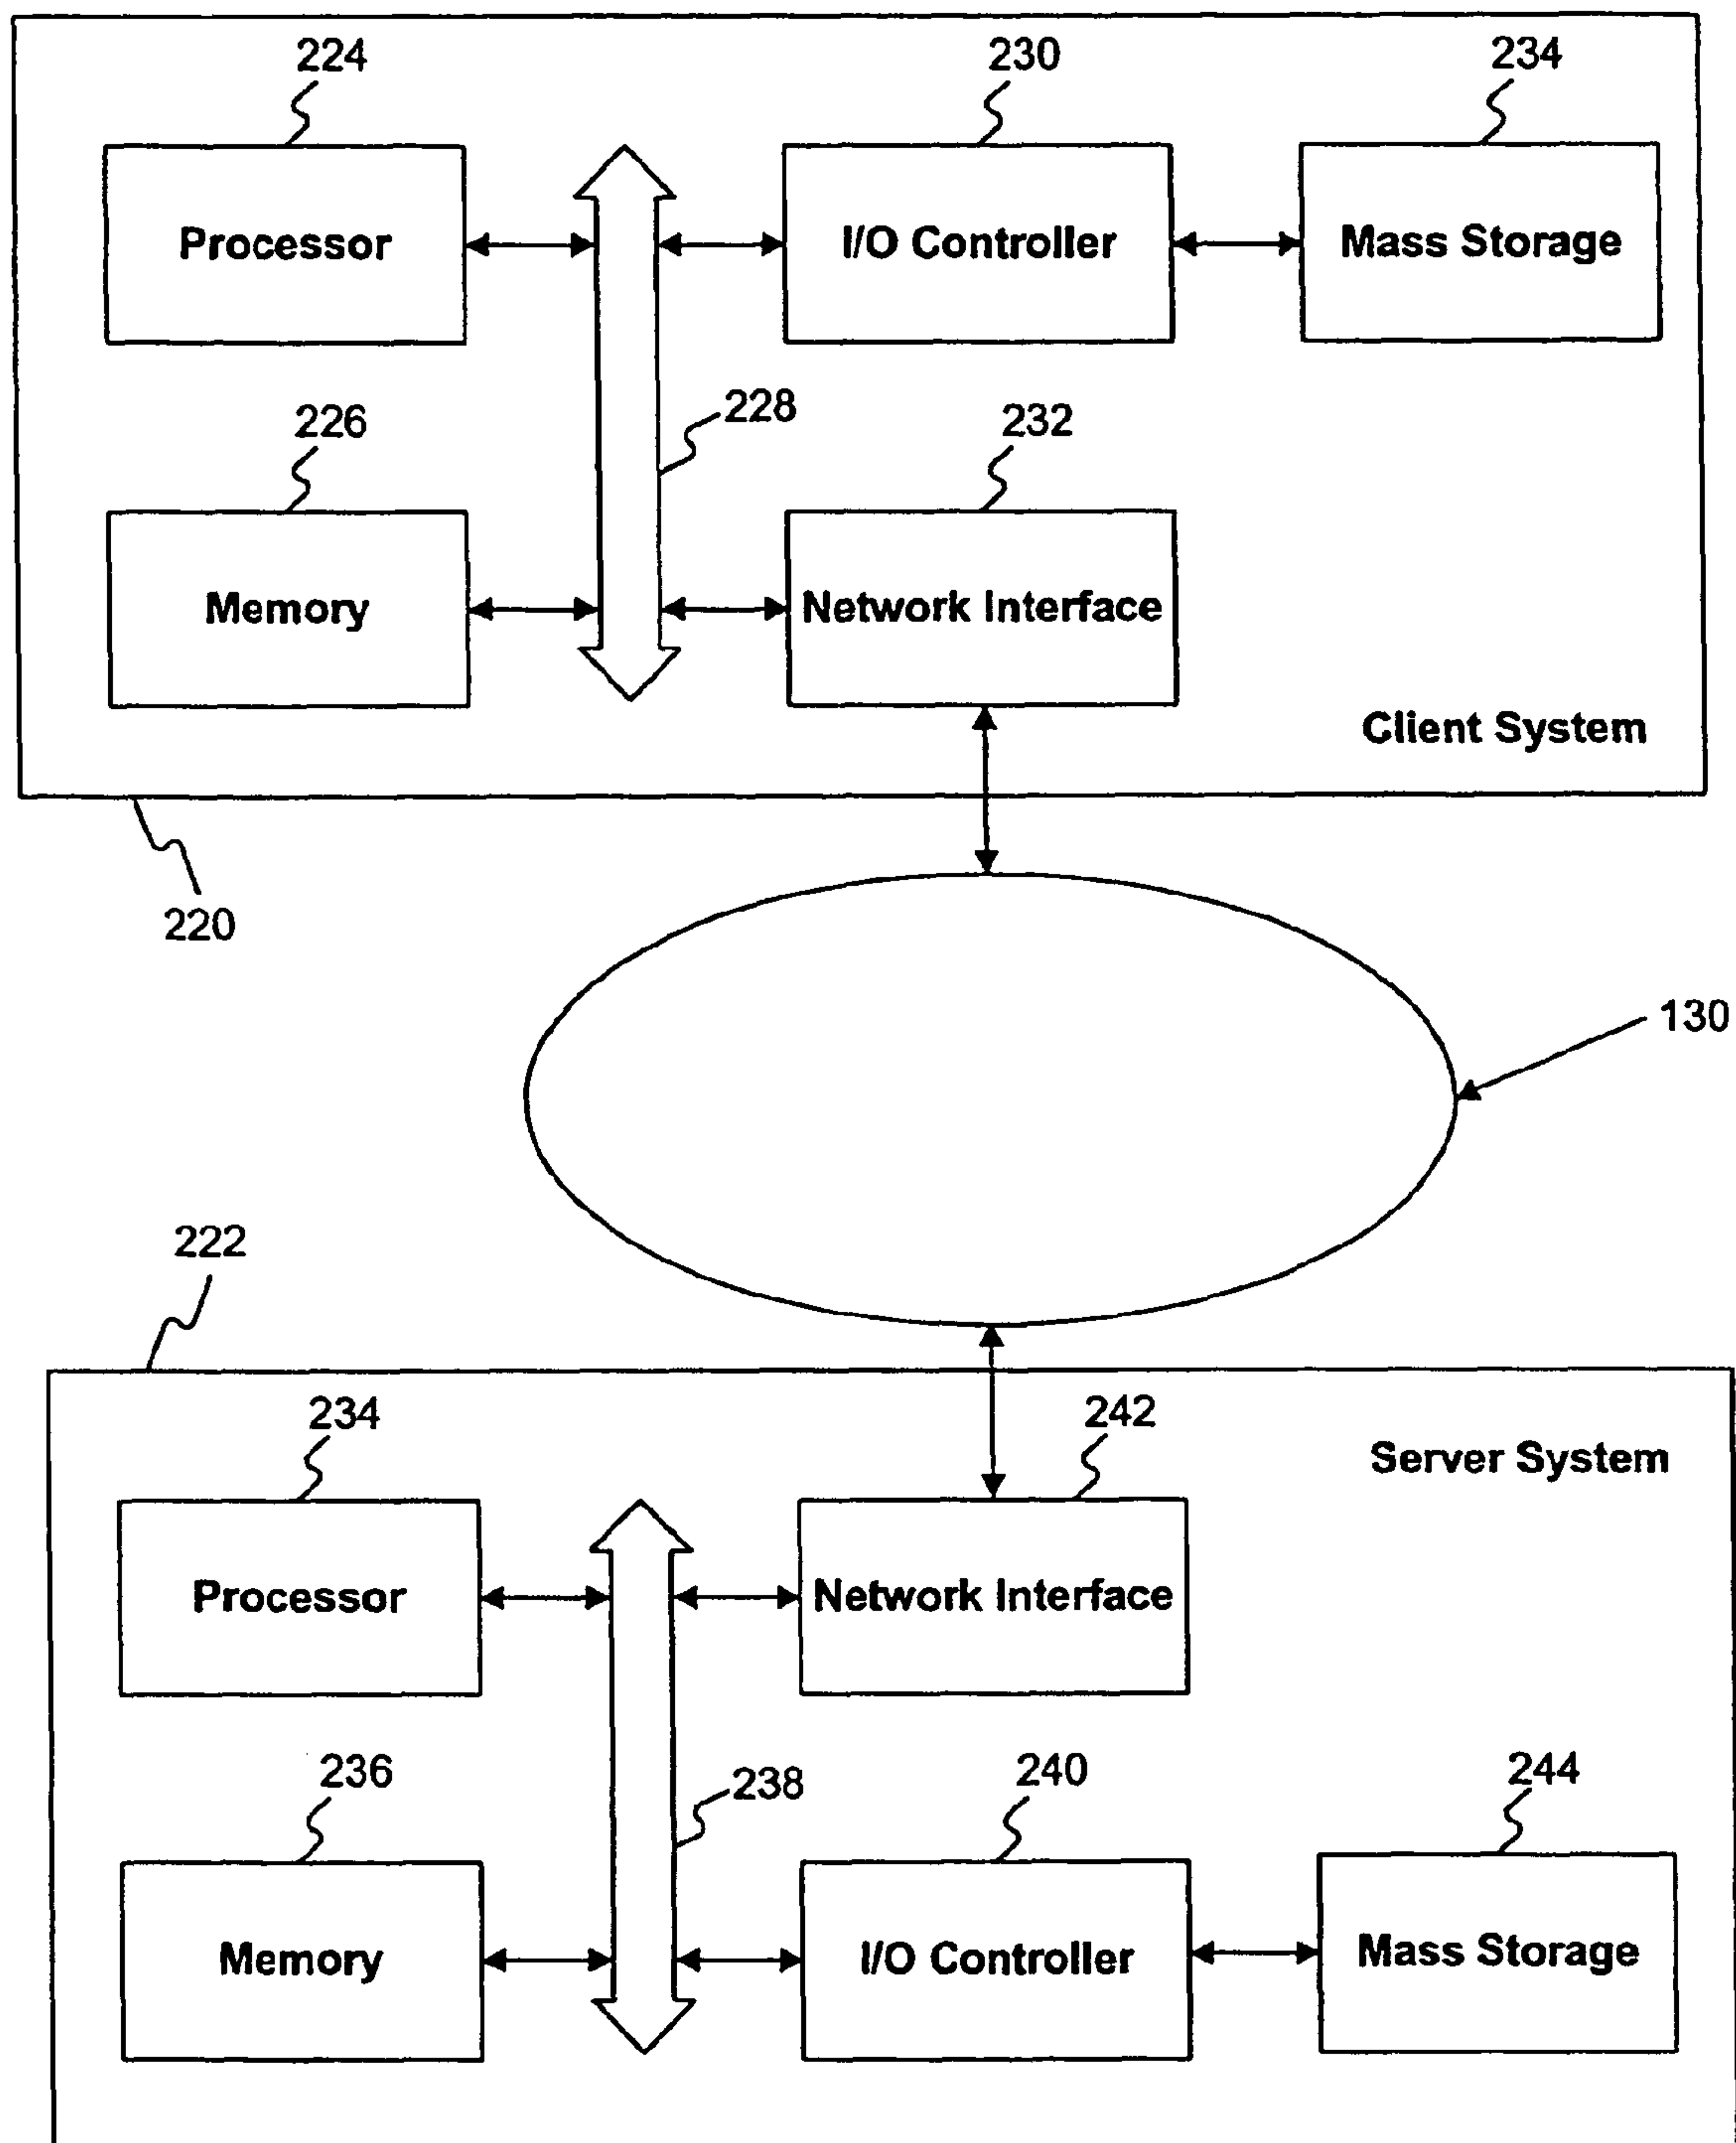 224
230
234
Processor
I/O Controller
Mass Storage
228
226
232
Memory
Network Interface
Client System
220
130
222
234
242
Server System
Processor
Network Interface
236
238
240
244
Memory
I/O Controller
Mass Storage